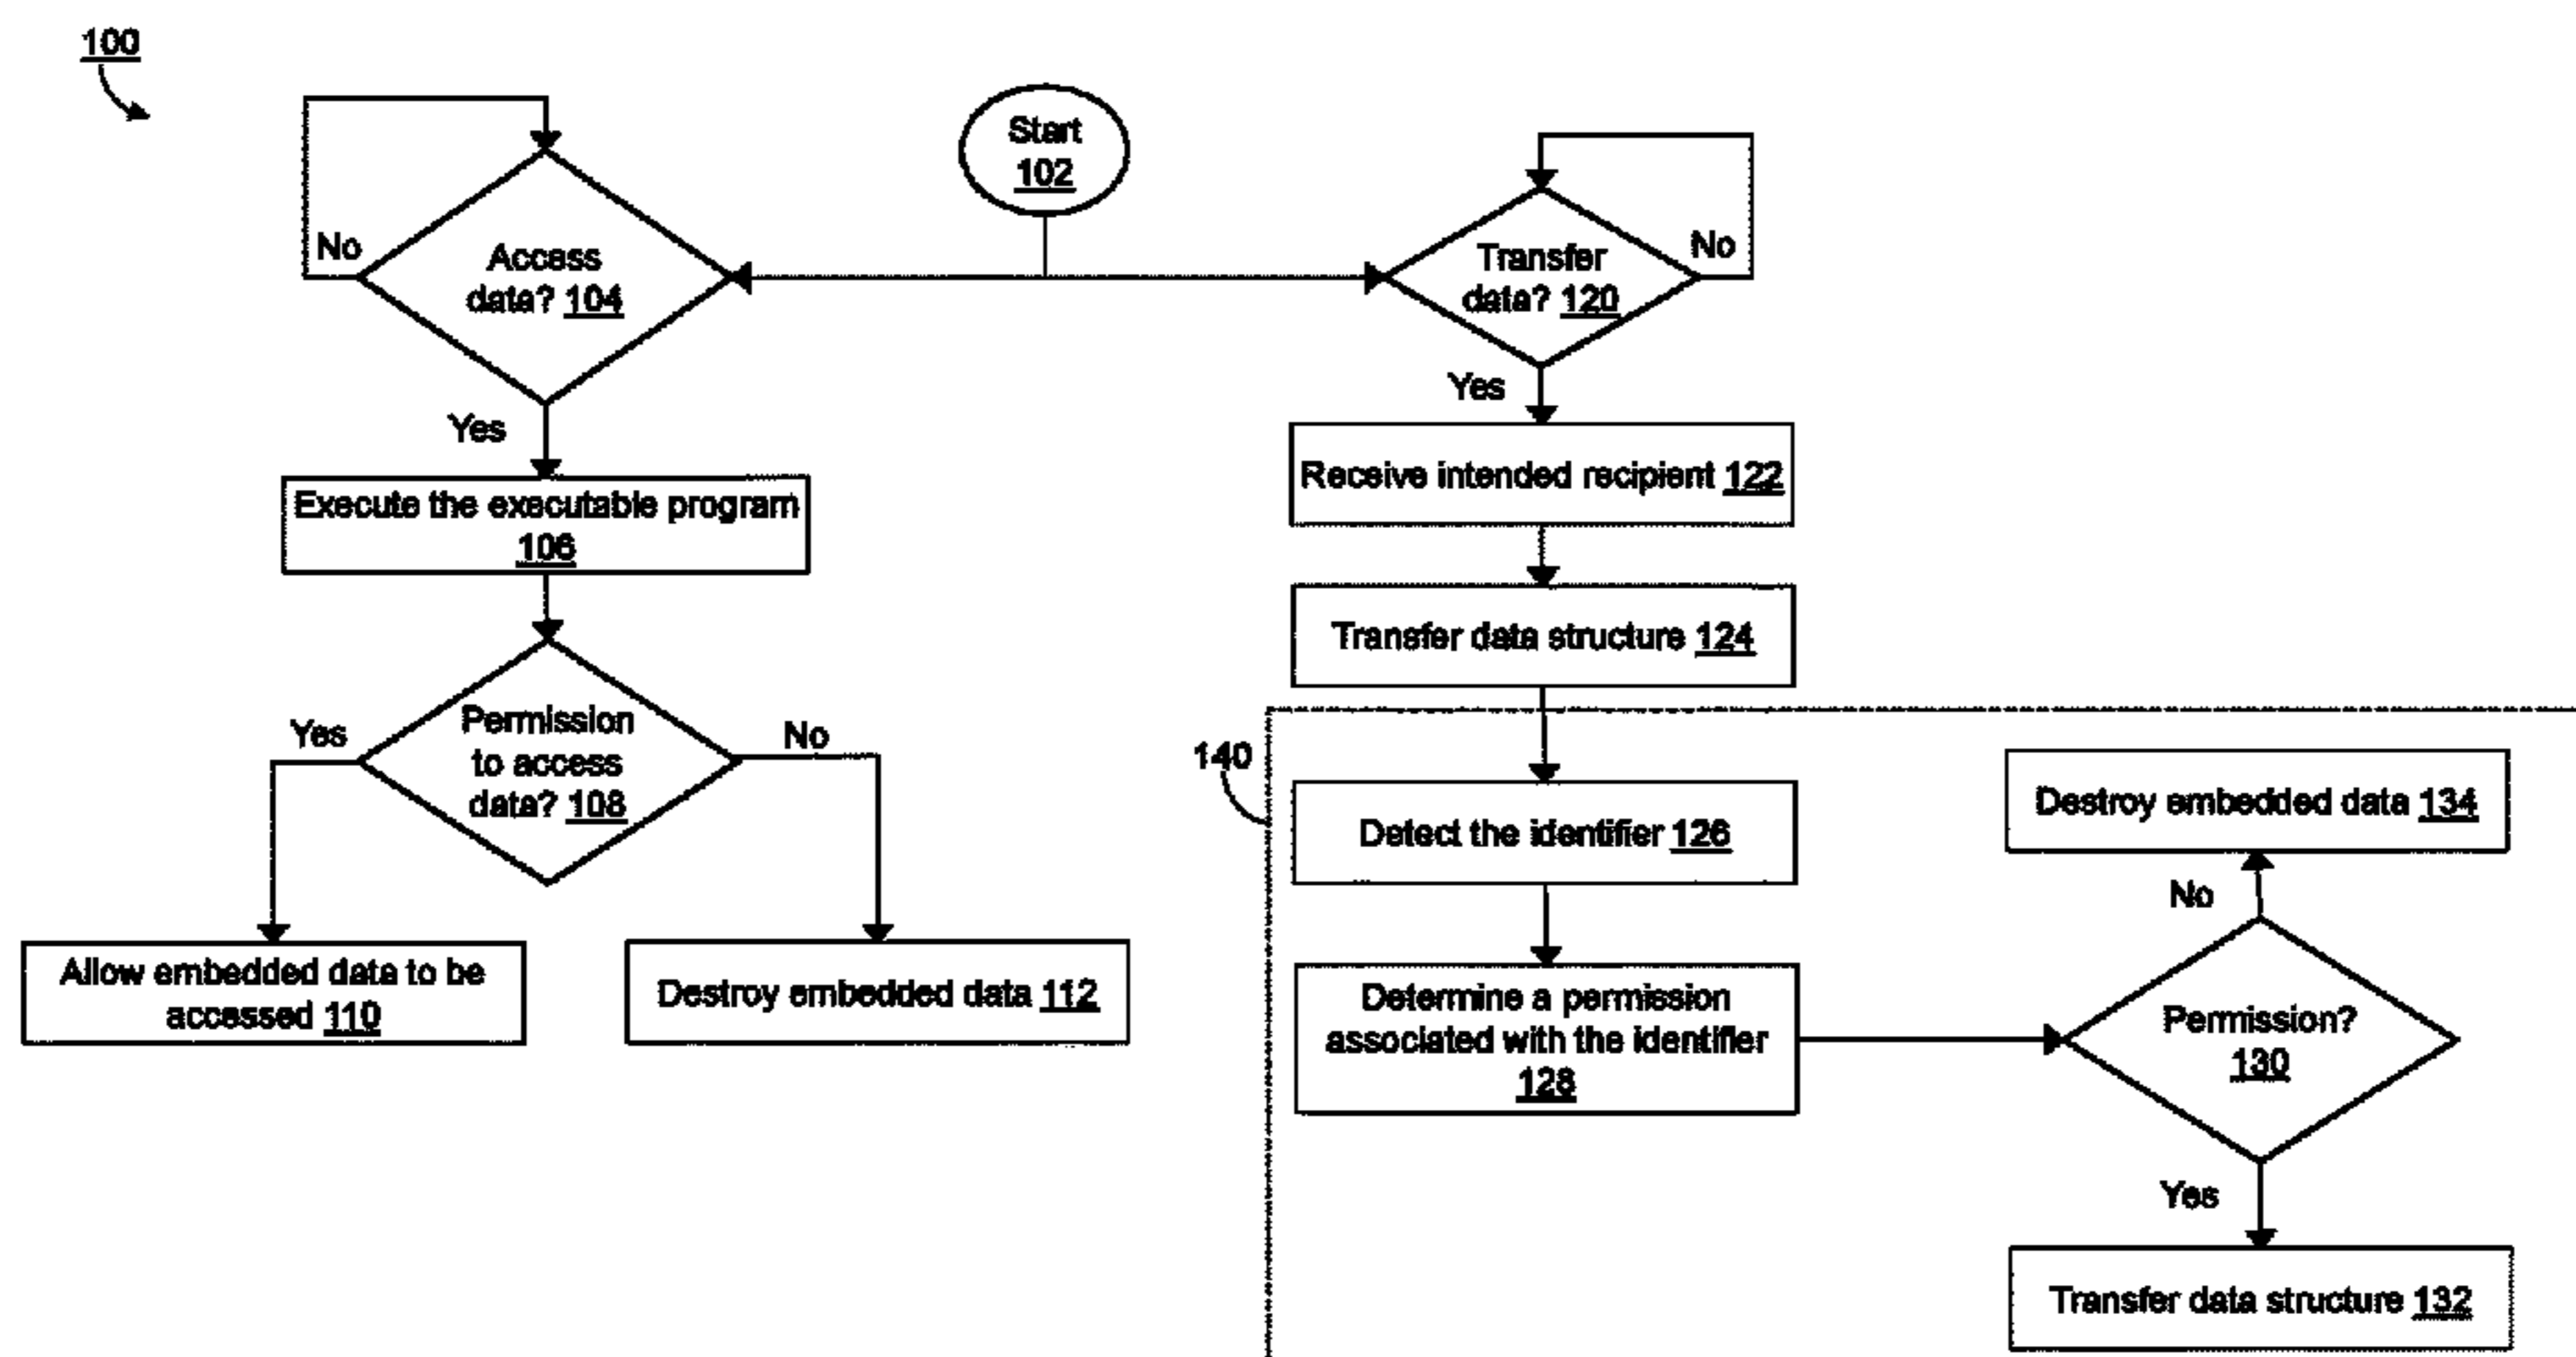 100
Start
102
No
Access
data? 104
Transfer
data? 120
No
Yes
Yes
Execute the executable program
106
Receive intended recipient 122
Transfer data structure 124
Yes
Permission
to access
data? 108
No
140
Detect the identifier 126
Destroy embedded data 134
No
Allow embedded data to be
accessed 110
Destroy embedded data 112
Determine a permission
associated with the identifier
128
Permission?
130
Yes
Transfer data structure 132